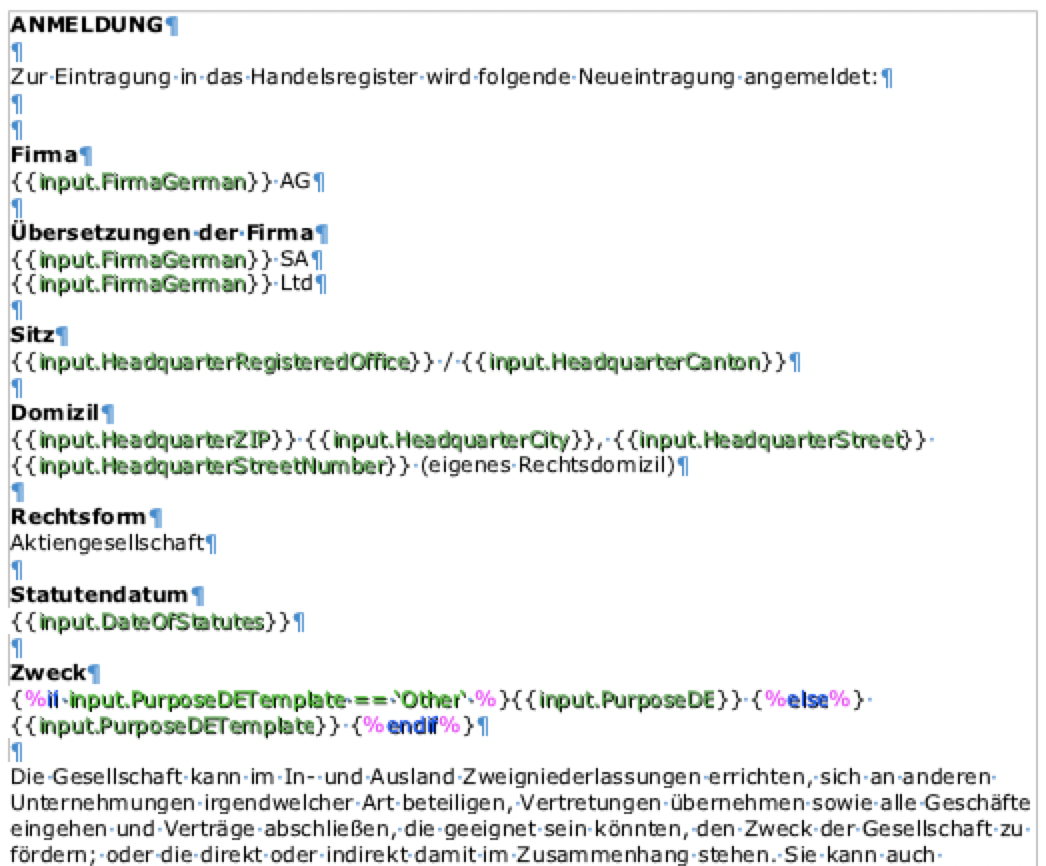 ANMELDUNG¶
¶
Zur·Eintragung·in·das·Handelsregister·wird·folgende·Neueintragung·angemeldet:¶
¶
¶
Firma¶
{{input.FirmaGerman}}·AG¶
¶
Übersetzungen·der·Firma¶
{{input.FirmaGerman}}·SA¶
{{input.FirmaGerman}}·Ltd¶
¶
Sitz¶
{{input.HeadquarterRegisteredOffice}}·/·{{input.HeadquarterCanton}}¶
¶
Domizil¶
{{input.HeadquarterZIP}}·{{input.HeadquarterCity}},·{{input.HeadquarterStreet}}·
{{input.HeadquarterStreetNumber}}·(eigenes·Rechtsdomizil)¶
¶
Rechtsform¶
Aktiengesellschaft¶
¶
Statutendatum¶
{{input.DateOfStatutes}}¶
¶
Zweck¶
{%if·input.PurposeDETemplate·==·‛Other‛·%}{{input.PurposeDE}}·{%else%}·
{{input.PurposeDETemplate}}·{%endif%}¶
¶
Die·Gesellschaft·kann·im·In-·und·Ausland·Zweigniederlassungen·errichten,·sich·an·anderen·
Unternehmungen·irgendwelcher·Art·beteiligen,·Vertretungen·übernehmen·sowie·alle·Geschäfte
eingehen·und·Verträge·abschließen,·die·geeignet·sein·könnten,·den·Zweck·der·Gesellschaft·zu·
fördern;·oder·die·direkt·oder·indirekt·damit·im·Zusammenhang·stehen.·Sie·kann·auch·